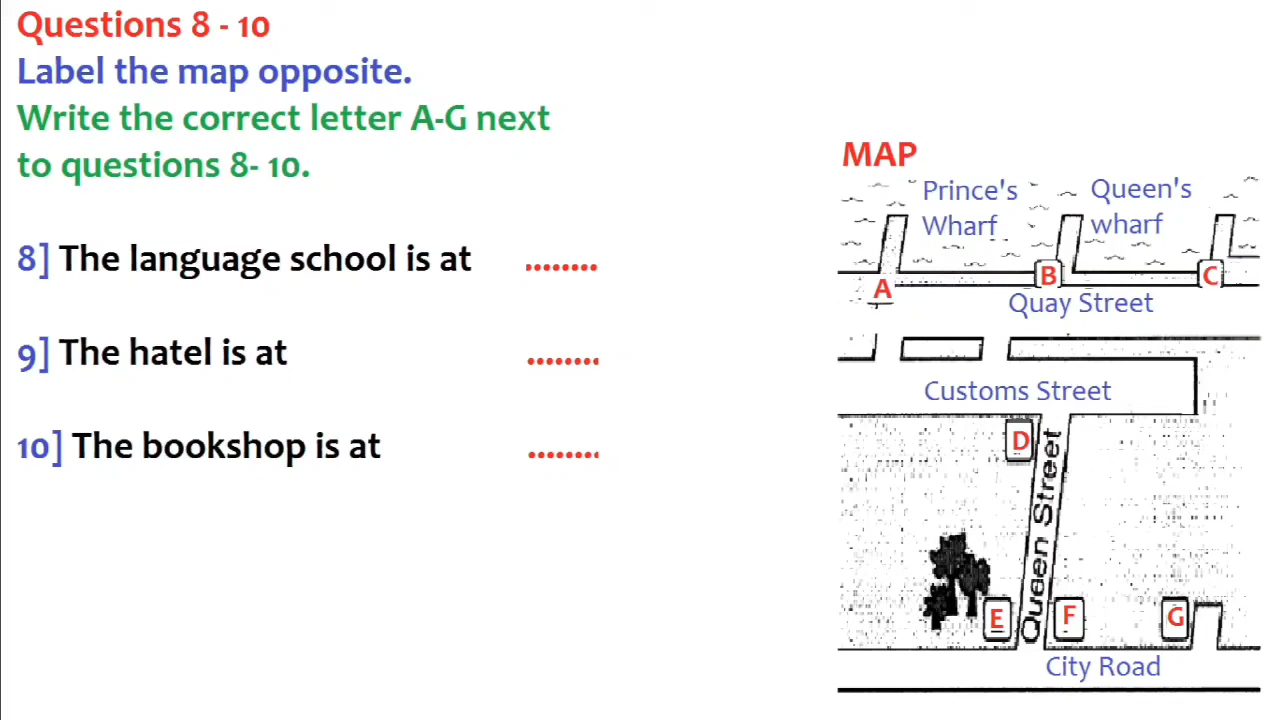 Questions 8 - 10
Label the map opposite.
Write the correct letter A-G next
to questions 8- 10.
8] The language school is at ........
9] The hatel is at ........
10] The bookshop is at ........
MAP
Prince's
Wharf
Queen's
wharf
A
B
C
Quay Street
Customs Street
D
Queen Street
E
F
G
City Road